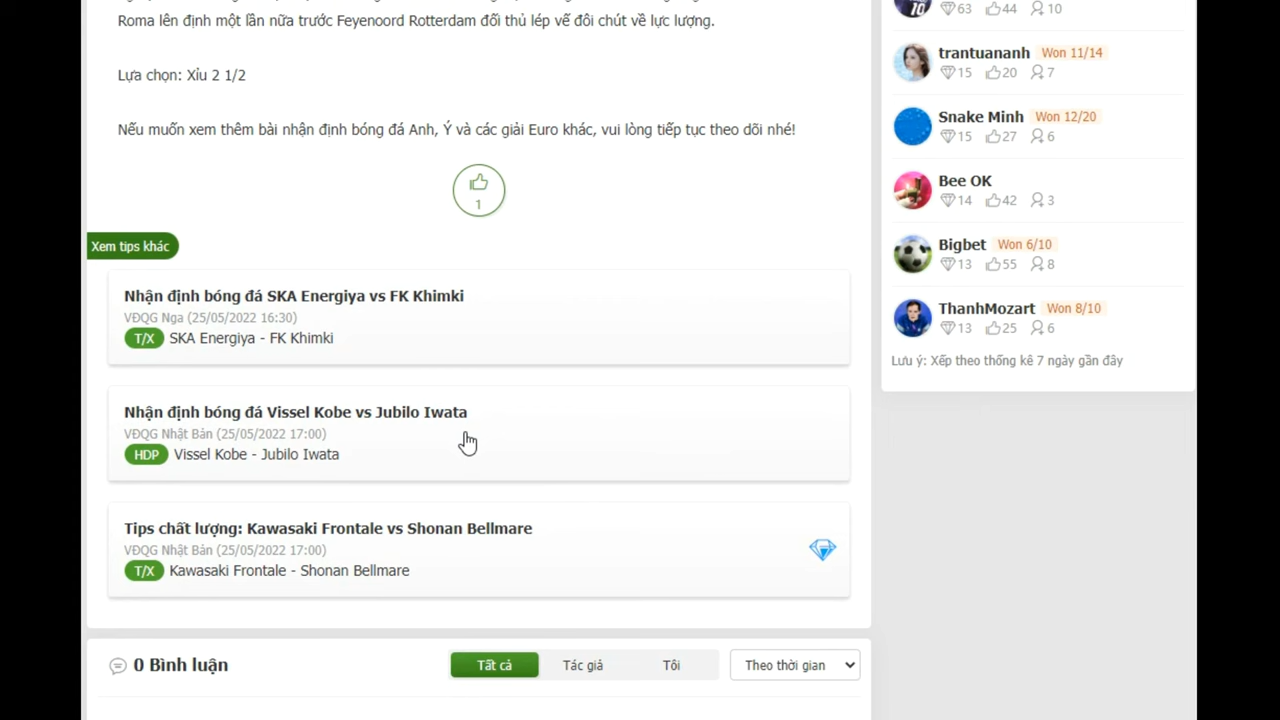 Roma lên định một lần nữa trước Feyenoord Rotterdam đối thủ lép vế đôi chút về lực lượng.
Lựa chọn: Xỉu 2 1/2
Nếu muốn xem thêm bài nhận định bóng đá Anh, Ý và các giải Euro khác, vui lòng tiếp tục theo dõi nhé!
1
Xem tips khác
Nhận định bóng đá SKA Energiya vs FK Khimki
VĐQG Nga (25/05/2022 16:30)
T/X SKA Energiya - FK Khimki
Nhận định bóng đá Vissel Kobe vs Jubilo Iwata
VĐQG Nhật Bản (25/05/2022 17:00)
HDP Vissel Kobe - Jubilo Iwata
Tips chất lượng: Kawasaki Frontale vs Shonan Bellmare
VĐQG Nhật Bản (25/05/2022 17:00)
T/X Kawasaki Frontale - Shonan Bellmare
0 Bình luận
Tất cả Tác giả Tôi Theo thời gian
10
63 44 10
trantuananh Won 11/14
15 20 7
Snake Minh Won 12/20
15 27 6
Bee OK
14 42 3
Bigbet Won 6/10
13 55 8
ThanhMozart Won 8/10
13 25 6
Lưu ý: Xếp theo thống kê 7 ngày gần đây